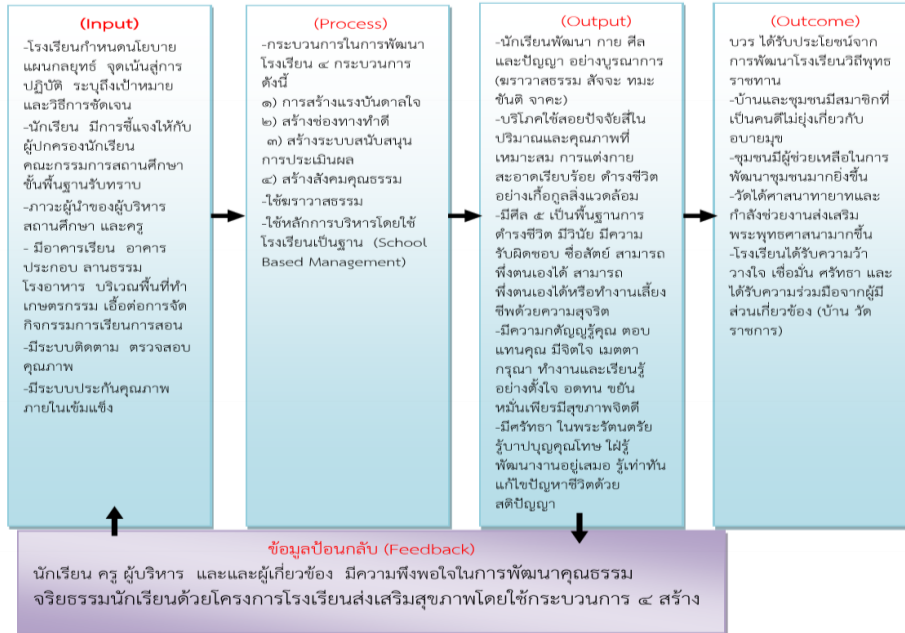 (Input)
-โรงเรียนกำหนดนโยบาย
แผนกลยุทธ์ จุดเน้นสู่การ
ปฏิบัติ ระบุถึงเป้าหมาย
และวิธีการชัดเจน
-นักเรียน มีการชี้แจงให้กับ
ผู้ปกครองนักเรียน
คณะกรรมการสถานศึกษา
ขั้นพื้นฐานรับทราบ
-ภาวะผู้นำของผู้บริหาร
สถานศึกษา และครู
- มีอาคารเรียน อาคาร
ประกอบ ลานธรรม
โรงอาหาร บริเวณพื้นที่ทำ
เกษตรกรรม เอื้อต่อการจัด
กิจกรรมการเรียนการสอน
-มีระบบติดตาม ตรวจสอบ
คุณภาพ
-มีระบบประกันคุณภาพ
ภายในเข้มแข็ง
(Process)
-กระบวนการในการพัฒนา
โรงเรียน ๔ กระบวนการ
ดังนี้
๑) การสร้างแรงบันดาลใจ
๒) สร้างช่องทางทำดี
๓) สร้างระบบสนับสนุน
การประเมินผล
๔) สร้างสังคมคุณธรรม
-ใช้ฆราวาสธรรม
-ใช้หลักการบริหารโดยใช้
โรงเรียนเป็นฐาน (School
Based Management)
(Output)
-นักเรียนพัฒนา กาย ศีล
และปัญญา อย่างบูรณาการ
(ฆราวาสธรรม สัจจะ ทมะ
ขันติ จาคะ)
-บริโภคใช้สอยปัจจัยสี่ใน
ปริมาณและคุณภาพที่
เหมาะสม การแต่งกาย
สะอาดเรียบร้อย ดำรงชีวิต
อย่างเกื้อกูลสิ่งแวดล้อม
-มีศีล ๕ เป็นพื้นฐานการ
ดำรงชีวิต มีวินัย มีความ
รับผิดชอบ ซื่อสัตย์ สามารถ
พึ่งตนเองได้ สามารถ
พึ่งตนเองได้หรือทำงานเลี้ยง
ชีพด้วยความสุจริต
-มีความกตัญญูรู้คุณ ตอบ
แทนคุณ มีจิตใจ เมตตา
กรุณา ทำงานและเรียนรู้
อย่างตั้งใจ อดทน ขยัน
หมั่นเพียรมีสุขภาพจิตดี
-มีศรัทธา ในพระรัตนตรัย
รู้บาปบุญคุณโทษ ใฝ่รู้
พัฒนางานอยู่เสมอ รู้เท่าทัน
แก้ไขปัญหาชีวิตด้วย
สติปัญญา
(Outcome)
บวร ได้รับประโยชน์จาก
การพัฒนาโรงเรียนวิถีพุทธ
ราชทาน
-บ้านและชุมชนมีสมาชิกที่
เป็นคนดีไม่ยุ่งเกี่ยวกับ
อบายมุข
-ชุมชนมีผู้ช่วยเหลือในการ
พัฒนาชุมชนมากยิ่งขึ้น
-วัดได้ศาสนาทายาทและ
กำลังช่วยงานส่งเสริม
พระพุทธศาสนามากขึ้น
-โรงเรียนได้รับความว้า
วางใจ เชื่อมั่น ศรัทธา และ
ได้รับความร่วมมือจากผู้มี
ส่วนเกี่ยวข้อง (บ้าน วัด
ราชการ)
ข้อมูลป้อนกลับ (Feedback)
นักเรียน ครู ผู้บริหาร และและผู้เกี่ยวข้อง มีความพึงพอใจในการพัฒนาคุณธรรม
จริยธรรมนักเรียนด้วยโครงการโรงเรียนส่งเสริมสุขภาพโดยใช้กระบวนการ ๔ สร้าง